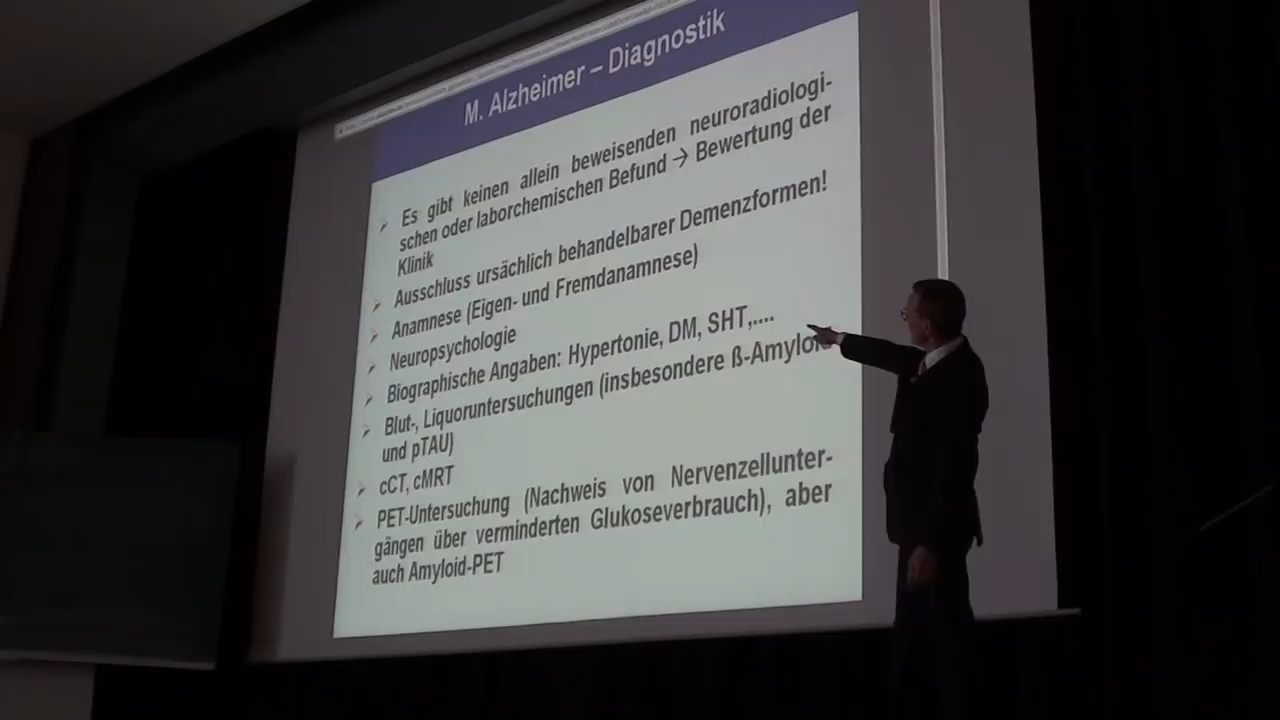 M. Alzheimer – Diagnostik
Es gibt keinen allein beweisenden neuroradiologi-
schen oder laborchemischen Befund → Bewertung der
Klinik
Ausschluss ursächlich behandelbarer Demenzformen!
Anamnese (Eigen- und Fremdanamnese)
Neuropsychologie
Biographische Angaben: Hypertonie, DM, SHT,....
Blut-, Liquoruntersuchungen (insbesondere ß-Amyloid
und pTAU)
cCT, cMRT
PET-Untersuchung (Nachweis von Nervenzellunter-
gängen über verminderten Glukoseverbrauch), aber
auch Amyloid-PET